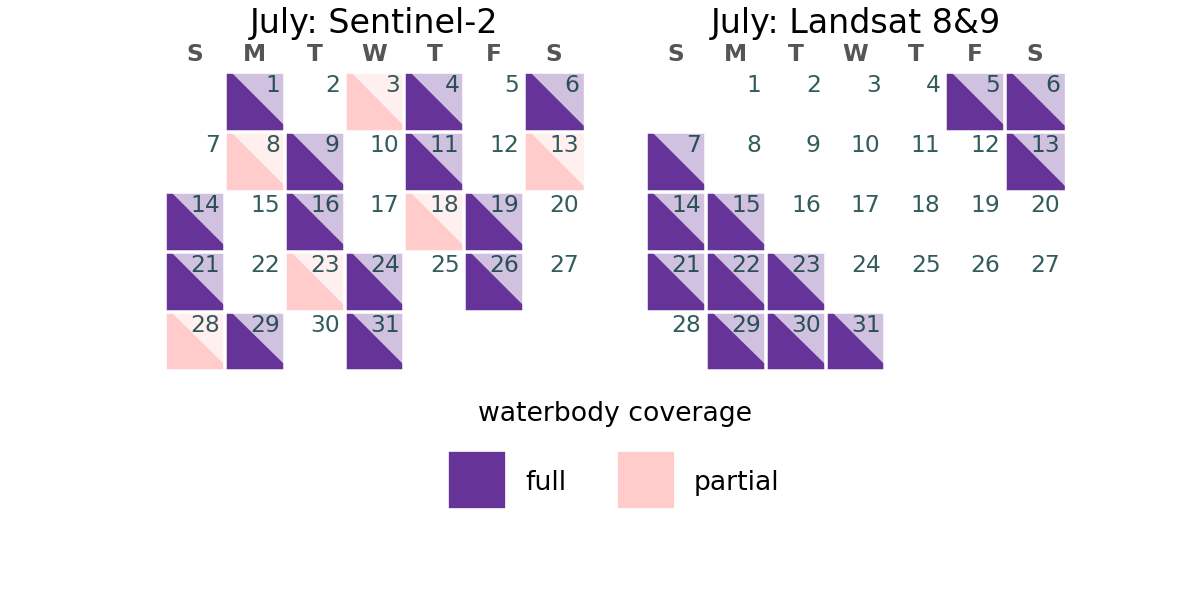 July: Sentinel-2
S M T W T F S
1 2 3 4 5 6
7 8 9 10 11 12 13
14 15 16 17 18 19 20
21 22 23 24 25 26 27
28 29 30 31
July: Landsat 8&9
S M T W T F S
1 2 3 4 5 6
7 8 9 10 11 12 13
14 15 16 17 18 19 20
21 22 23 24 25 26 27
28 29 30 31
waterbody coverage
full partial